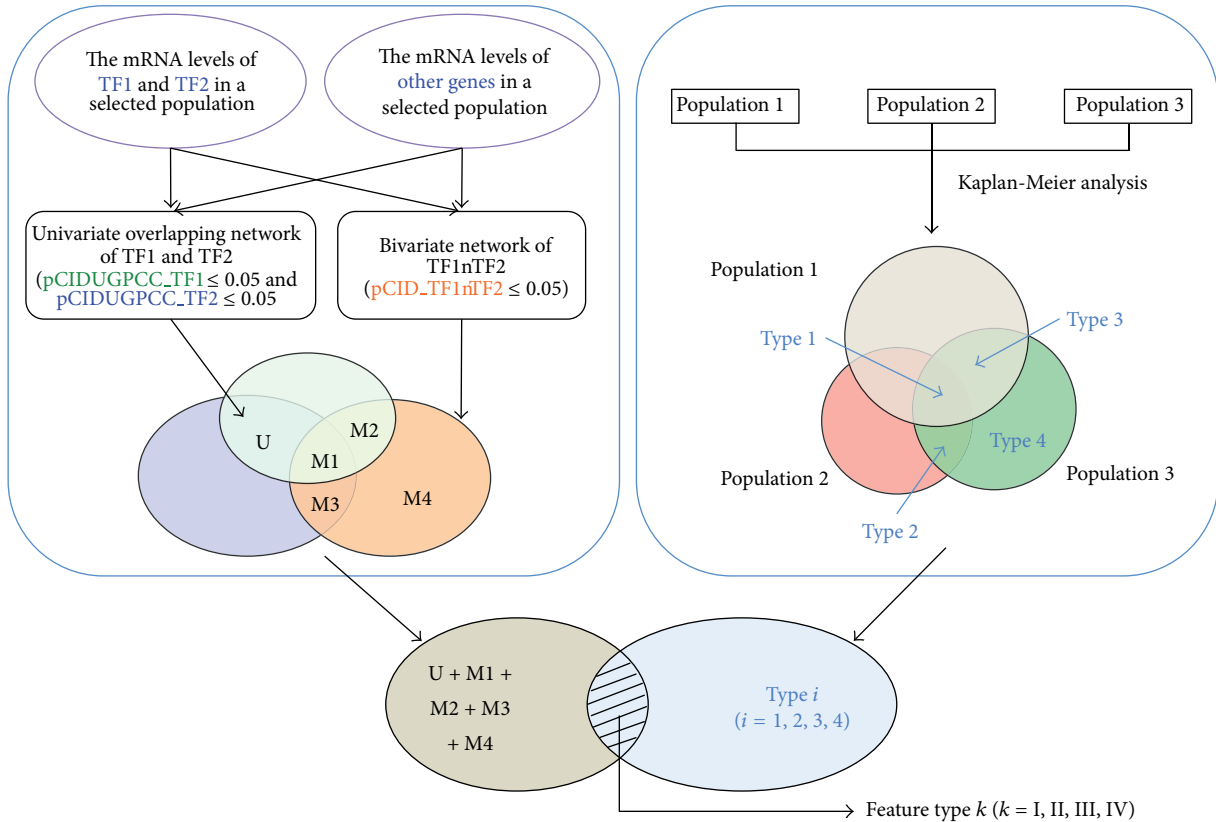 The mRNA levels of
TF1 and TF2 in a
selected population
The mRNA levels of
other genes in a
selected population
Univariate overlapping network
of TF1 and TF2
(pCIDUGPCC_TF1 ≤ 0.05 and
pCIDUGPCC_TF2 ≤ 0.05
Bivariate network of
TF1nTF2
(pCID_TF1nTF2 ≤ 0.05)
U
M2
M1
M3
M4
Population 1
Population 2
Population 3
Kaplan-Meier analysis
Population 1
Type 1
Type 3
Type 4
Population 2
Population 3
Type 2
U + M1 +
M2 + M3
+ M4
Type i
(i = 1, 2, 3, 4)
Feature type k (k = I, II, III, IV)